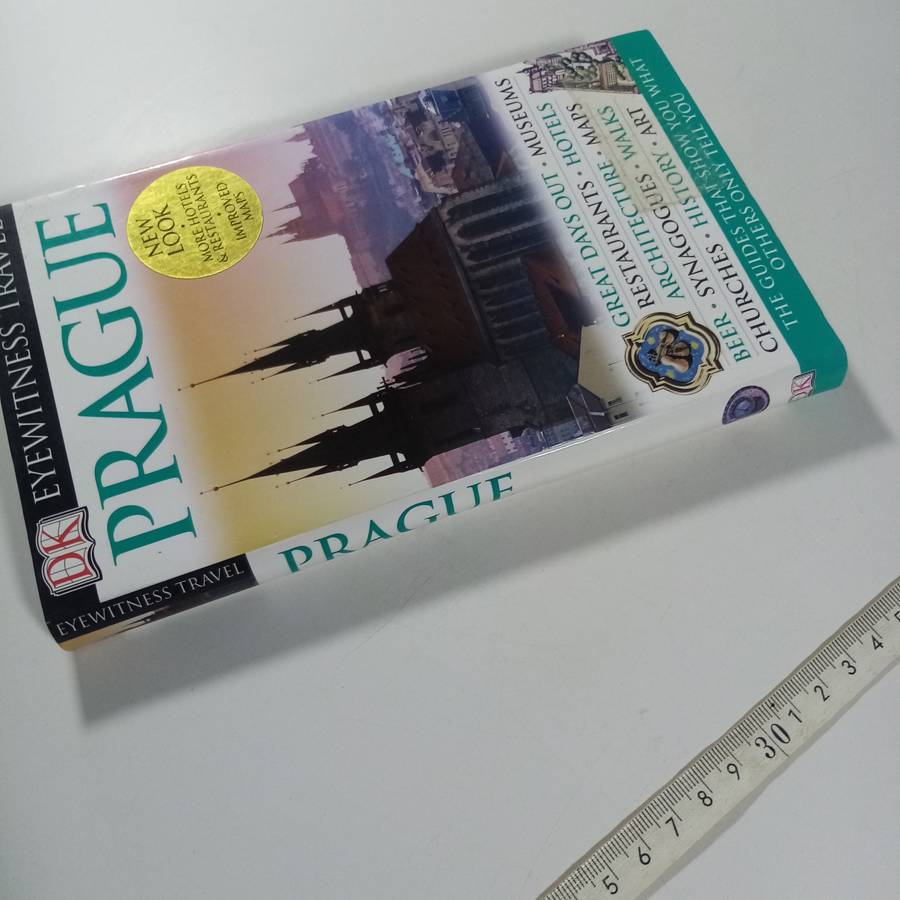 DK
EYEWITNESS TRAVEL
PRAGUE
NEW
LOOK
•
MORE HOTELS
& RESTAURANTS
•
IMPROVED
MAPS
GREAT DAYS OUT • MUSEUMS
RESTAURANTS • HOTELS
ARCHITECTURE • MAPS
BEER • SYNAGOGUES • WALKS
CHURCHES • HISTORY • ART
THE GUIDES THAT SHOW YOU WHAT
OTHERS ONLY TELL YOU
EYEWITNESS TRAVEL
PRAGUE
DK
5 6 7 8 9 30 1 2 3 4 5